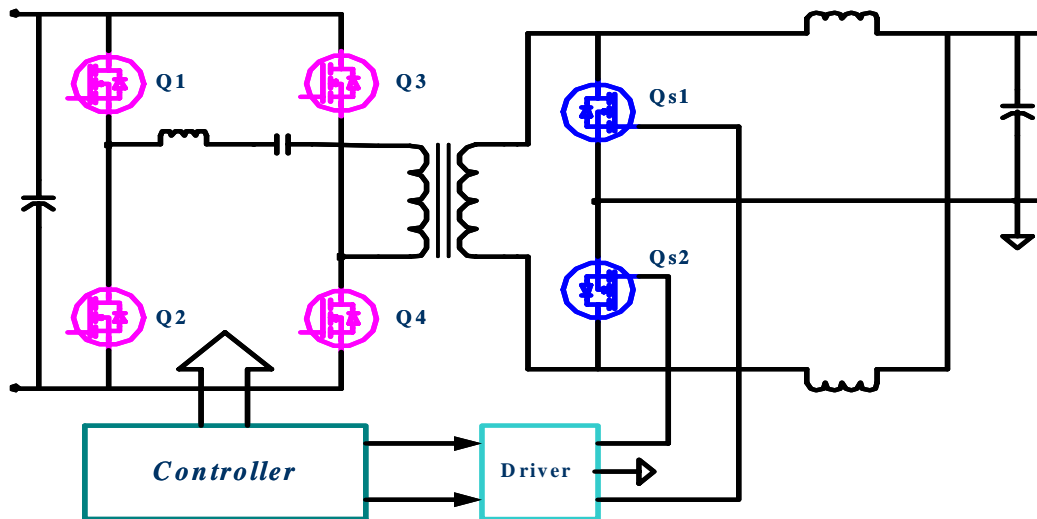 Q1
Q3
Qs1
Qs2
Q2
Q4
Controller
Driver